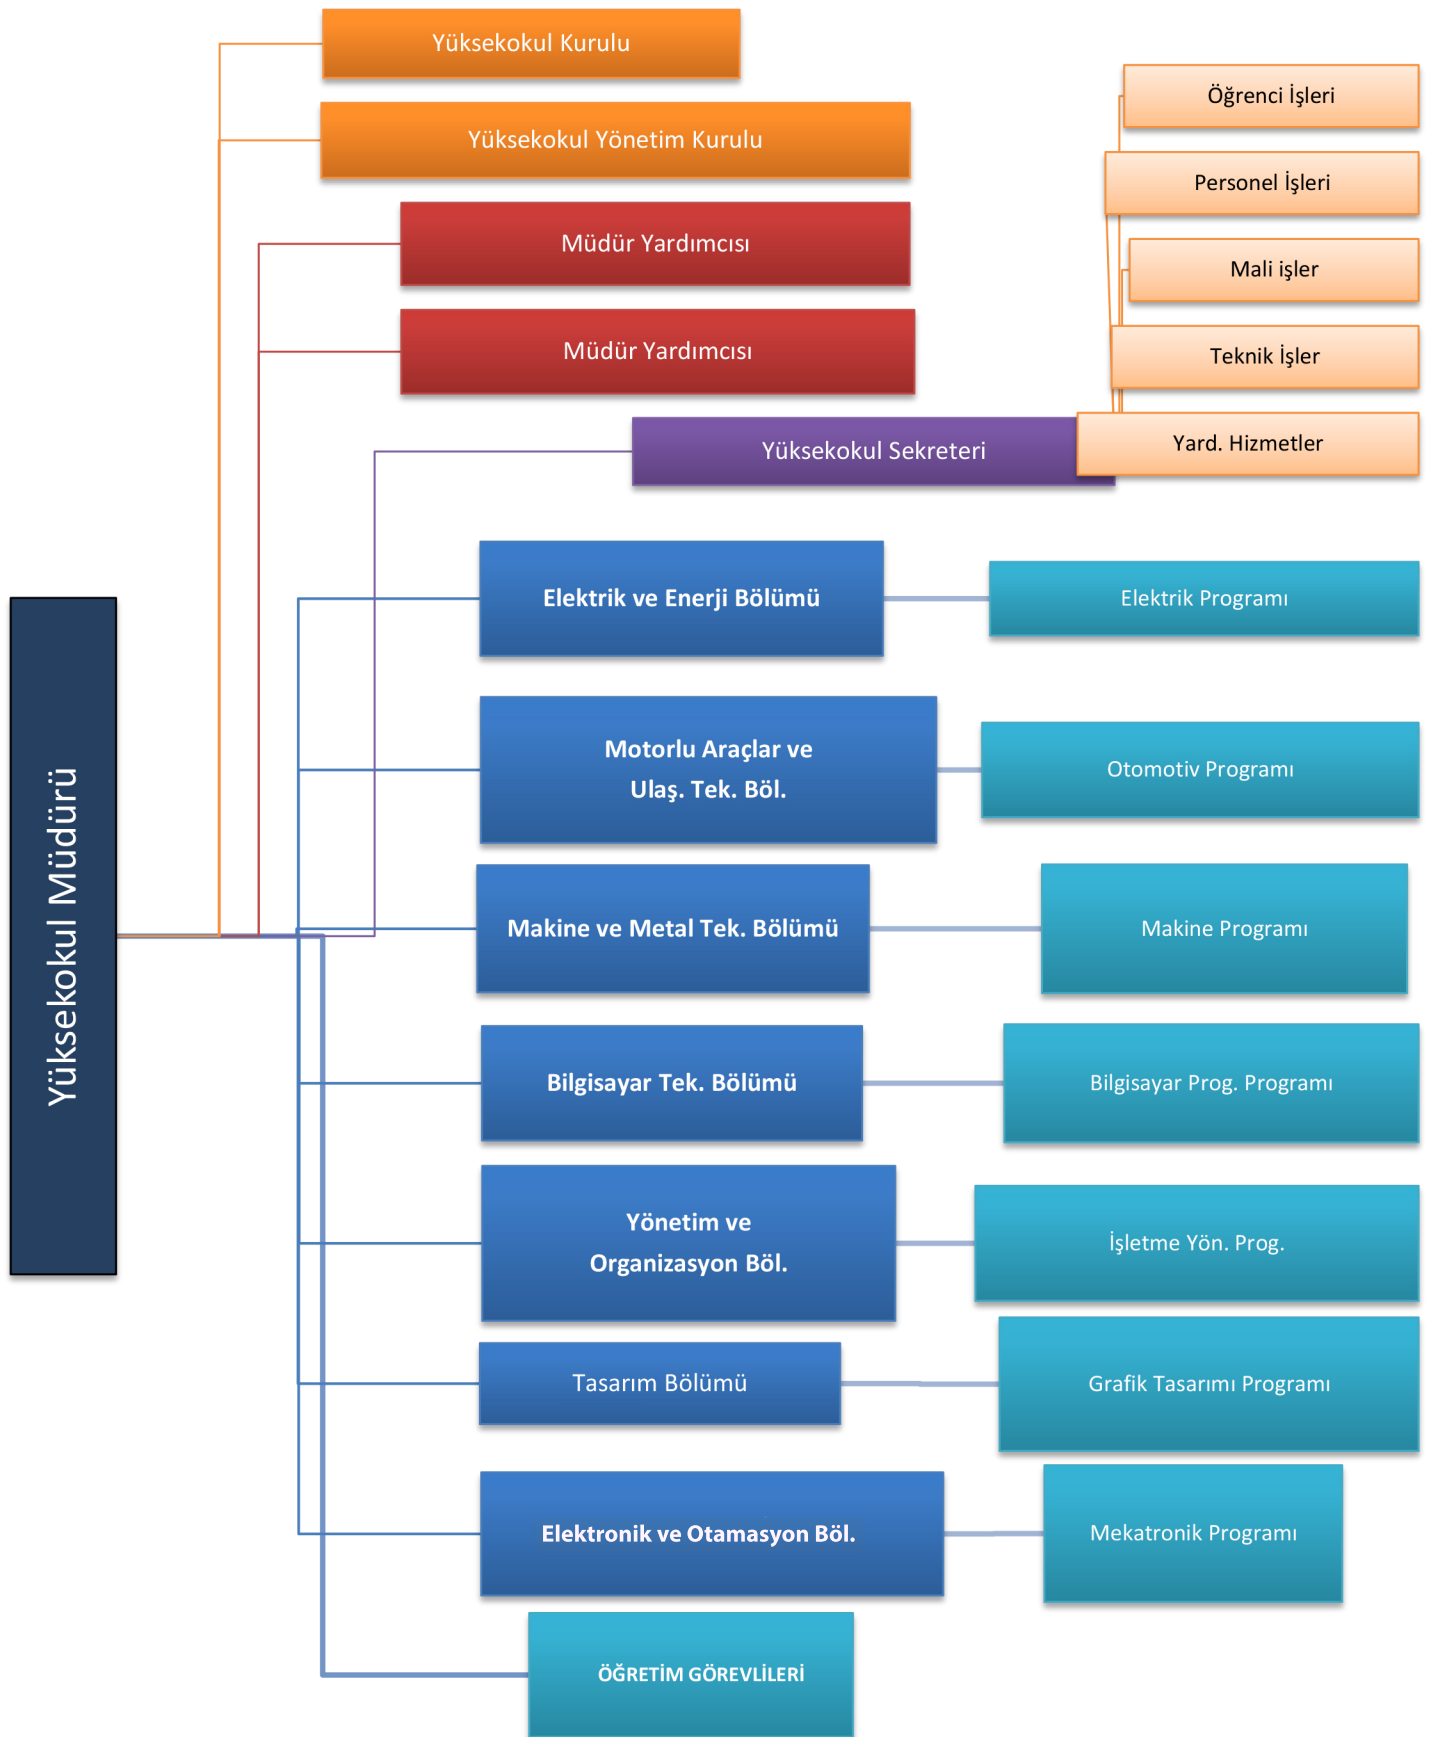 Yüksekokul Kurulu
Öğrenci İşleri
Yüksekokul Yönetim Kurulu
Personel İşleri
Müdür Yardımcısı
Mali işler
Müdür Yardımcısı
Teknik İşler
Yüksekokul Sekreteri
Yard. Hizmetler
Elektrik ve Enerji Bölümü
Elektrik Programı
Motorlu Araçlar ve
Ulaş. Tek. Böl.
Otomotiv Programı
Yüksekokul Müdürü
Makine ve Metal Tek. Bölümü
Makine Programı
Bilgisayar Tek. Bölümü
Bilgisayar Prog. Programı
Yönetim ve
Organizasyon Böl.
İşletme Yön. Prog.
Tasarım Bölümü
Grafik Tasarımı Programı
Elektronik ve Otamasyon Böl.
Mekatronik Programı
ÖĞRETİM GÖREVLİLERİ